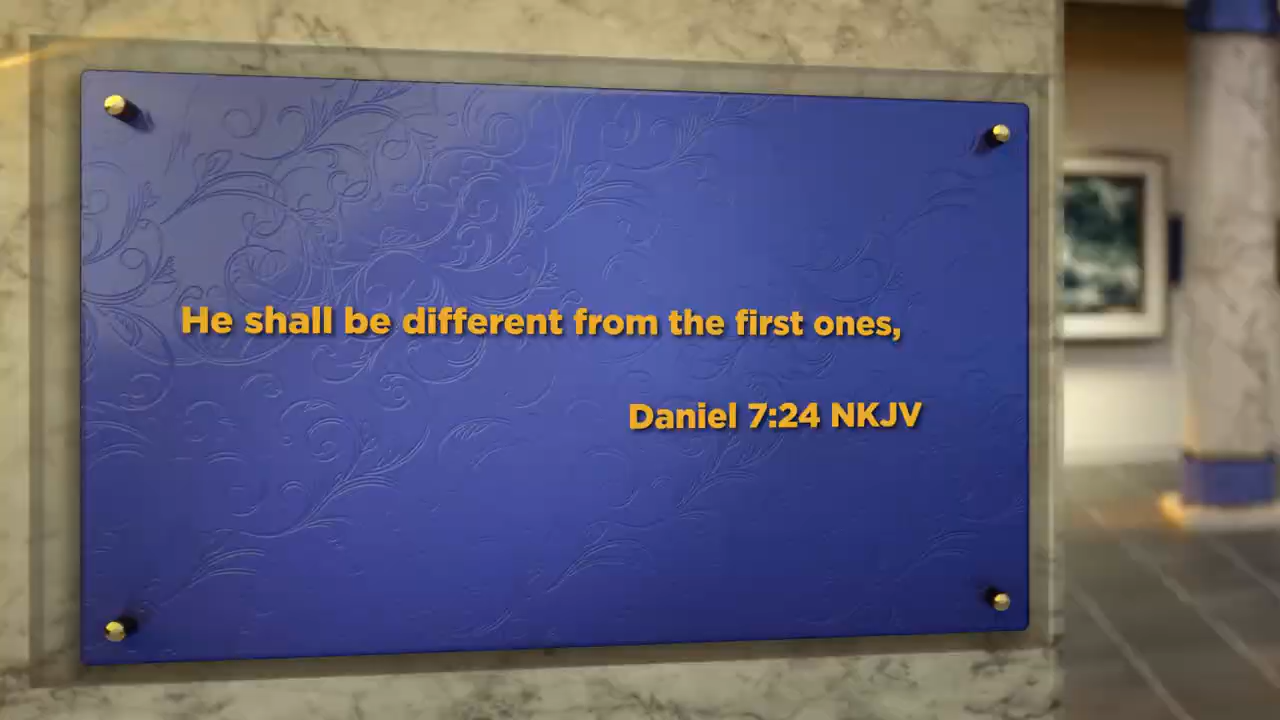 He shall be different from the first ones,
Daniel 7:24 NKJV